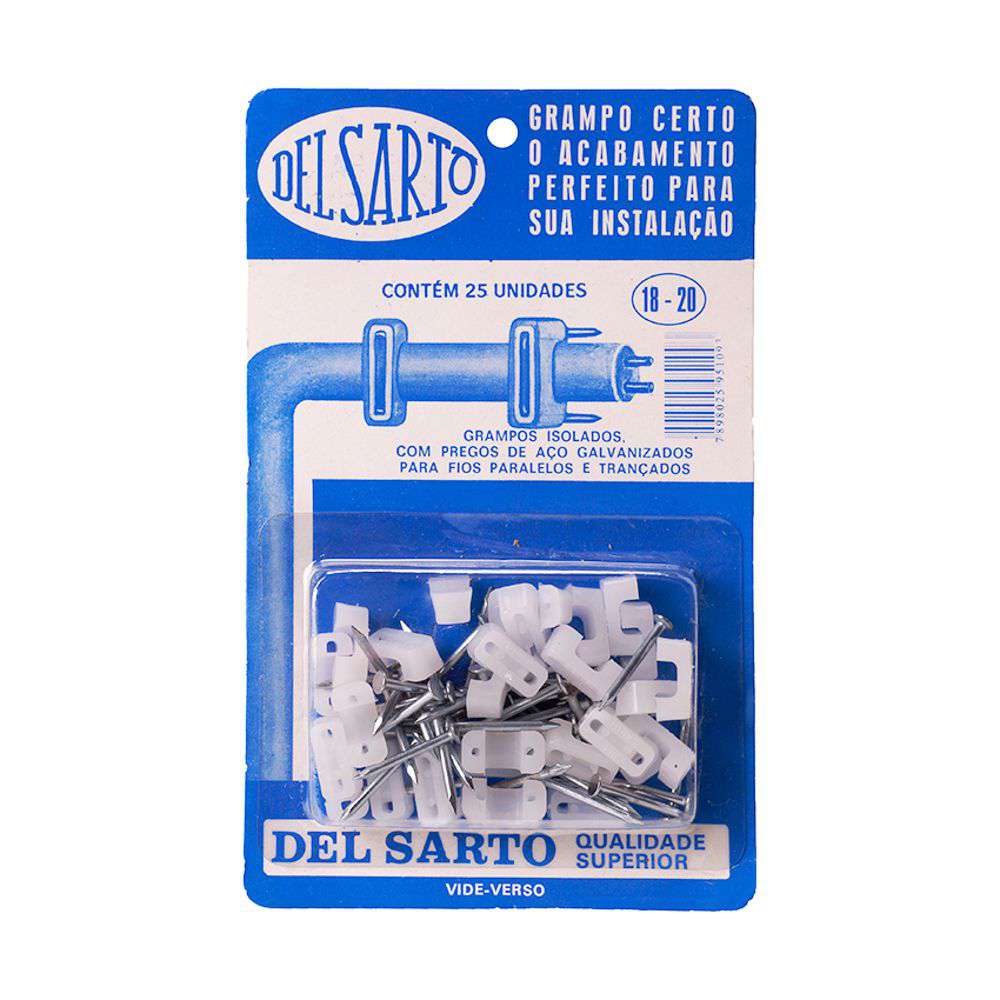 DEL SARTO
GRAMPO CERTO
O ACABAMENTO
PERFEITO PARA
SUA INSTALAÇÃO
CONTÉM 25 UNIDADES
18 - 20
GRAMPOS ISOLADOS,
COM PREGOS DE AÇO GALVANIZADOS
PARA FIOS PARALELOS E TRANÇADOS
DEL SARTO
QUALIDADE
SUPERIOR
VIDE-VERSO